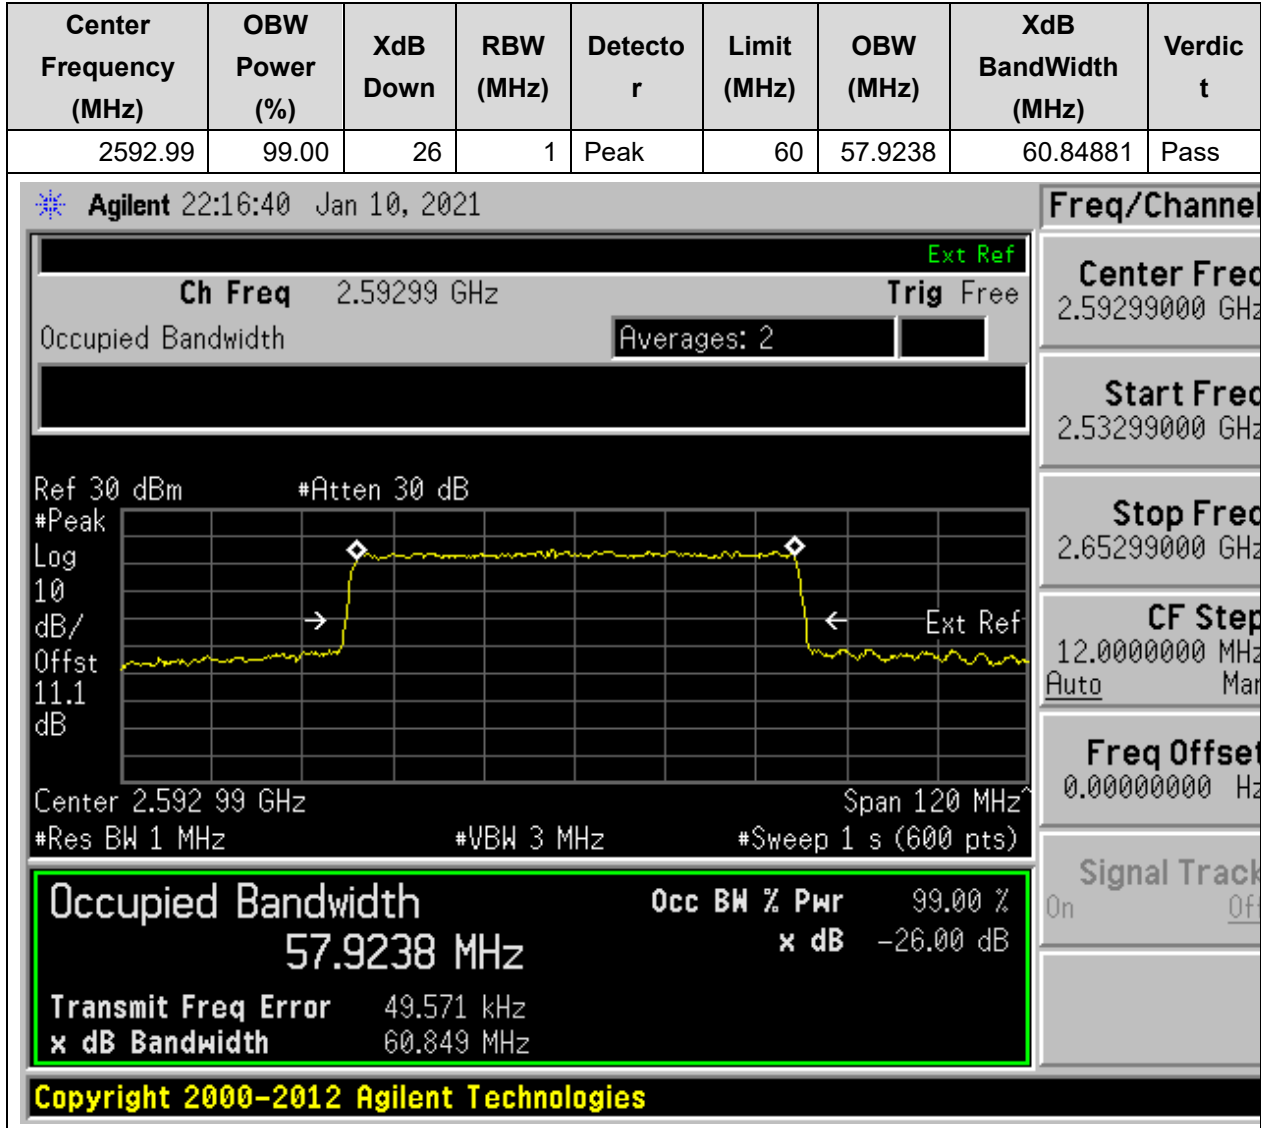 Center Frequency (MHz) OBW Power (%) XdB Down RBW (MHz) Detecto r Limit (MHz) OBW (MHz) XdB BandWidth (MHz) Verdic t
2592.99 99.00 26 1 Peak 60 57.9238 60.84881 Pass
Agilent 22:16:40 Jan 10, 2021
Freq/Channel
Ext Ref
Ch Freq 2.59299 GHz Trig Free
Occupied Bandwidth Averages: 2
Center Freq
2.59299000 GHz
Start Freq
2.53299000 GHz
Stop Freq
2.65299000 GHz
CF Step
12.0000000 MHz
Auto Man
Freq Offset
0.00000000 Hz
Signal Track
On Off
Ref 30 dBm #Atten 30 dB
#Peak
Log
10
dB/
Offst
11.1
dB
Ext Ref
Center 2.592 99 GHz Span 120 MHz^
#Res BW 1 MHz #VBW 3 MHz #Sweep 1 s (600 pts)
Occupied Bandwidth
57.9238 MHz
Occ BW % Pwr 99.00 %
x dB -26.00 dB
Transmit Freq Error 49.571 kHz
x dB Bandwidth 60.849 MHz
Copyright 2000-2012 Agilent Technologies